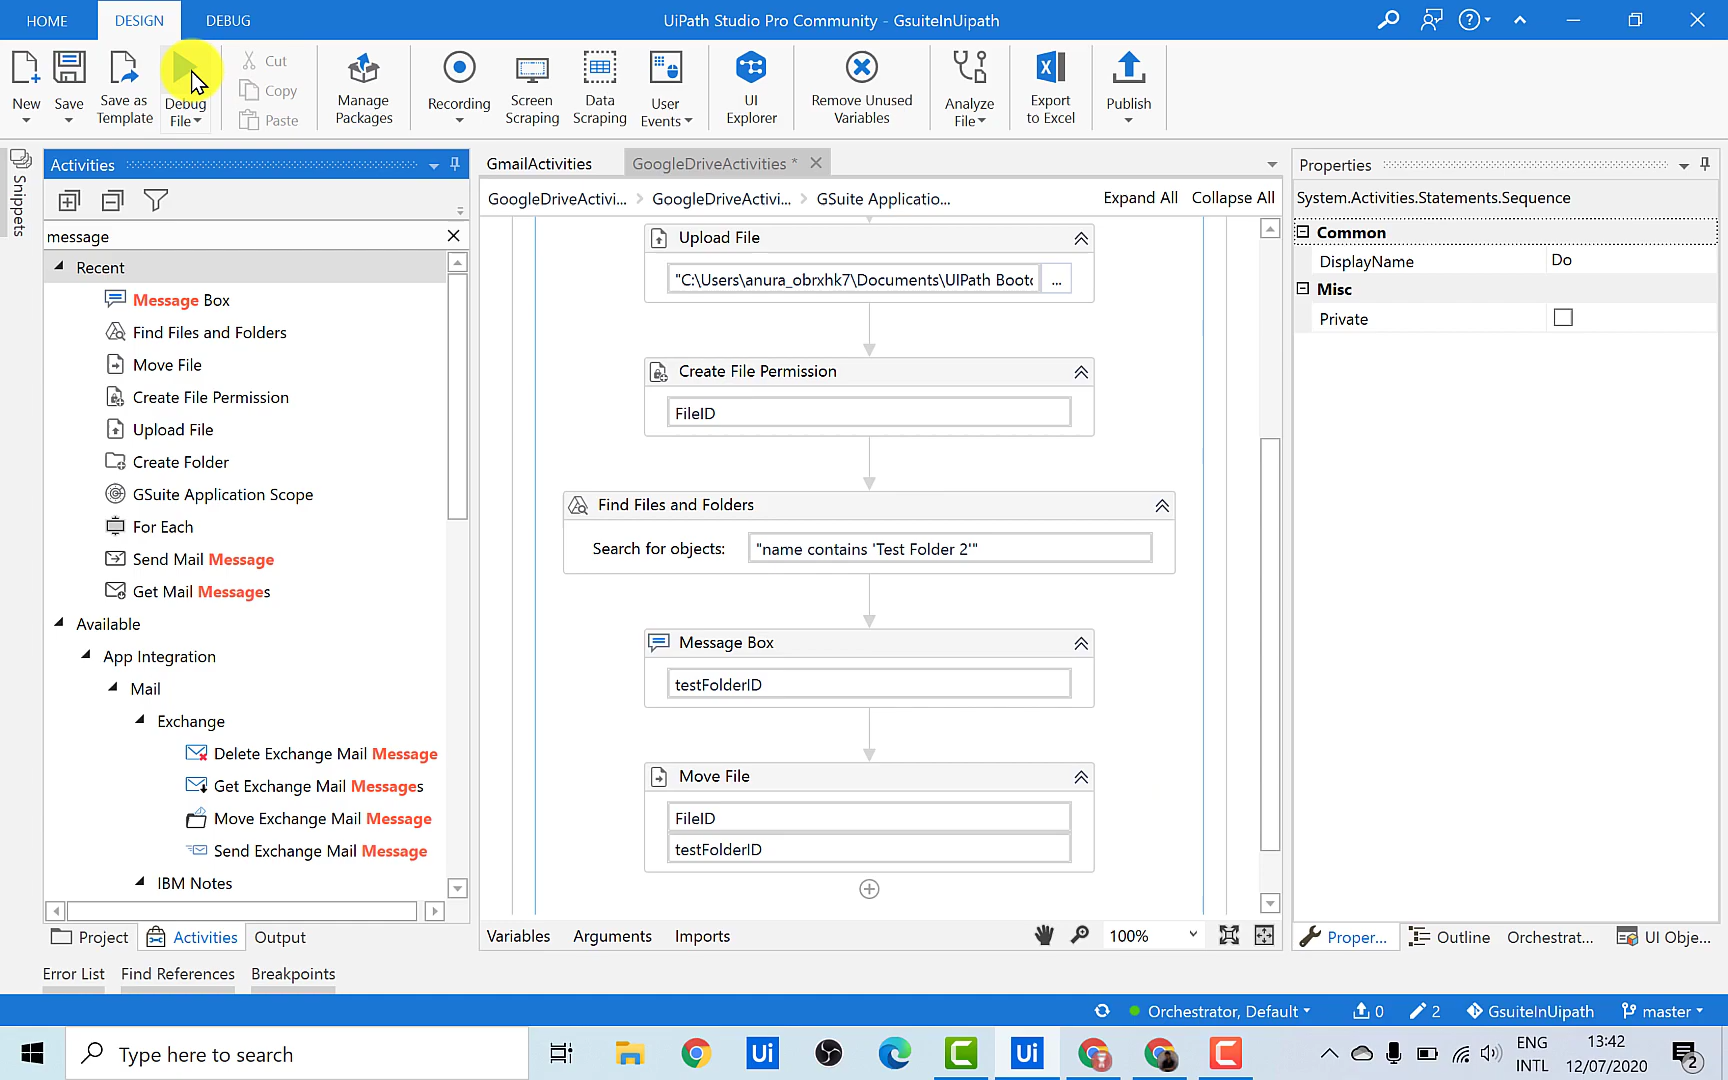 HOME
DESIGN
DEBUG
UiPath Studio Pro Community - GsuiteInUipath
New
Save
Save as
Template
Debug
File
Cut
Copy
Paste
Manage
Packages
Recording
Screen
Scraping
Data
Scraping
User
Events
UI
Explorer
Remove Unused
Variables
Analyze
File
Export
to Excel
Publish
Snippets
Activities
message
Recent
Message Box
Find Files and Folders
Move File
Create File Permission
Upload File
Create Folder
GSuite Application Scope
For Each
Send Mail Message
Get Mail Messages
Available
App Integration
Mail
Exchange
Delete Exchange Mail Message
Get Exchange Mail Messages
Move Exchange Mail Message
Send Exchange Mail Message
IBM Notes
Project
Activities
Output
GmailActivities
GoogleDriveActivities *
GoogleDriveActivi...
GoogleDriveActivi...
GSuite Applicatio...
Expand All
Collapse All
Upload File
"C:\Users\anura_obrxhk7\Documents\UIPath Bootc
...
Create File Permission
FileID
Find Files and Folders
Search for objects:
"name contains 'Test Folder 2'"
Message Box
testFolderID
Move File
FileID
testFolderID
Variables
Arguments
Imports
100%
Properties
System.Activities.Statements.Sequence
Common
DisplayName
Do
Misc
Private
Proper...
Outline
Orchestrat...
UI Obje...
Error List
Find References
Breakpoints
Orchestrator, Default
0
2
GsuiteInUipath
master
Type here to search
Ui
Ui
ENG
INTL
13:42
12/07/2020
2